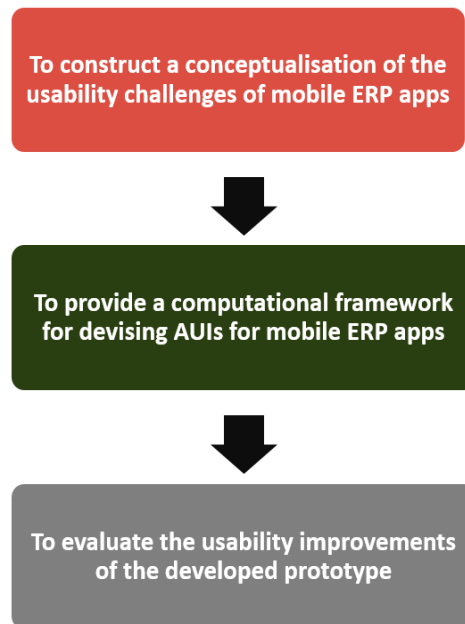 To construct a conceptualisation of the
usability challenges of mobile ERP apps
To provide a computational framework
for devising AUIs for mobile ERP apps
To evaluate the usability improvements
of the developed prototype